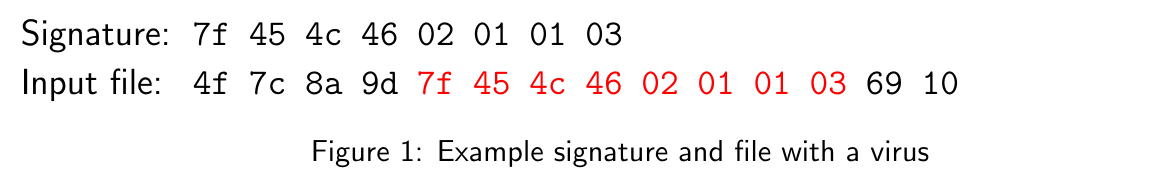 Signature: 7f 45 4c 46 02 01 01 03
Input file: 4f 7c 8a 9d 7f 45 4c 46 02 01 01 03 69 10
Figure 1: Example signature and file with a virus